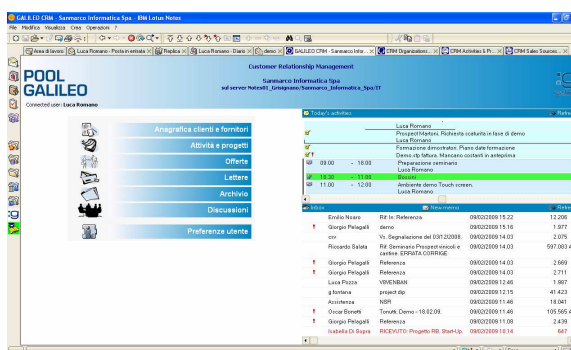 GALILEO CRM - Sanmarco Informatica Spa - IBM Lotus Notes
File Modifica Visualizza Crea Operazioni ?
Area di lavoro Luca Romano - Posta in entrata Replica Luca Romano - Diario demo GALILEO CRM - Sanmarco Infor... CRM Organizations... CRM Activities & Pr... CRM Sales Sources...
POOL
GALILEO
Connected user: Luca Romano
Customer Relationship Management
Sanmarco Informatica Spa
sul server Notes01_Grisignano/Sanmarco_Informatica_Spa/IT
Anagrafica clienti e fornitori
Attività e progetti
Offerte
Lettere
Archivio
Discussioni
Preferenze utente
Today's activities Refre
Luca Romano
Prospect Martoni. Richiesta scaturita in fase di demo
Luca Romano
Formazione dimostratori. Piano date formazione
Demo stp fattura. Mancano costanti in anteprima
09.00 - 18.00 Preparazione seminario
Luca Romano
10.30 - 11.00 Bossini
11.00 - 12.00 Ambiente demo Touch screen.
Luca Romano
Inbox New memo Refre
Emilio Noaro Rif: In: Referenza 09/02/2009 15.22 12.206
Giorgio Pelagalli demo 09/02/2009 15.16 1.977
Vs. Segnalazione del 03/12/2008. 09/02/2009 14.03 2.075
Riccardo Salata Rif: Seminario Prospect vinicoli e cantine. ERRATA CORRIGE 09/02/2009 14.03 597.083
Giorgio Pelagalli Referenza 09/02/2009 14.03 2.669
Giorgio Pelagalli Referenza 09/02/2009 14.03 2.711
Luca Pozza VBVENBAN 09/02/2009 12.46 1.987
g.fontana project dip 09/02/2009 12.15 41.423
Assistenza NSR 09/02/2009 11.46 18.041
Oscar Bonetti Tonutti: Demo - 18.02.09. 09/02/2009 11.46 105.565
Giorgio Pelagalli Referenza 09/02/2009 11.08 2.439
Isabella Di Sopra RICEVUTO: Progetto RB. Start-Up 09/02/2009 10.14 647